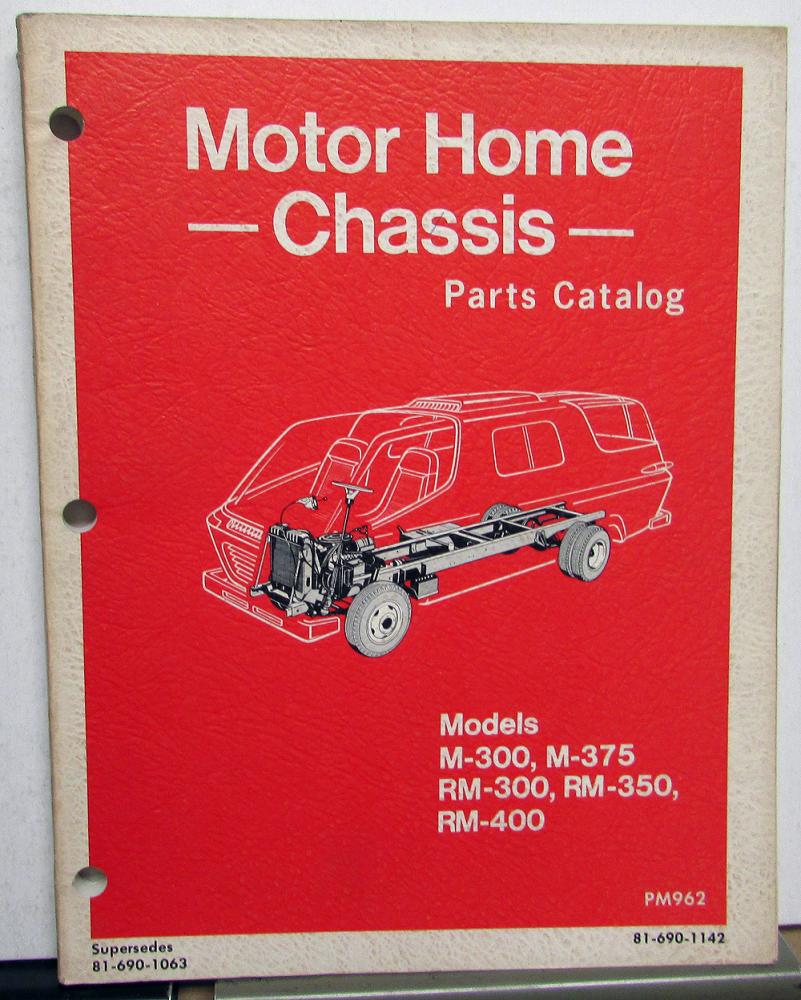 Motor Home
— Chassis —
Parts Catalog
Models
M-300, M-375
RM-300, RM-350,
RM-400
PM962
Supersedes
81-690-1063
81-690-1142